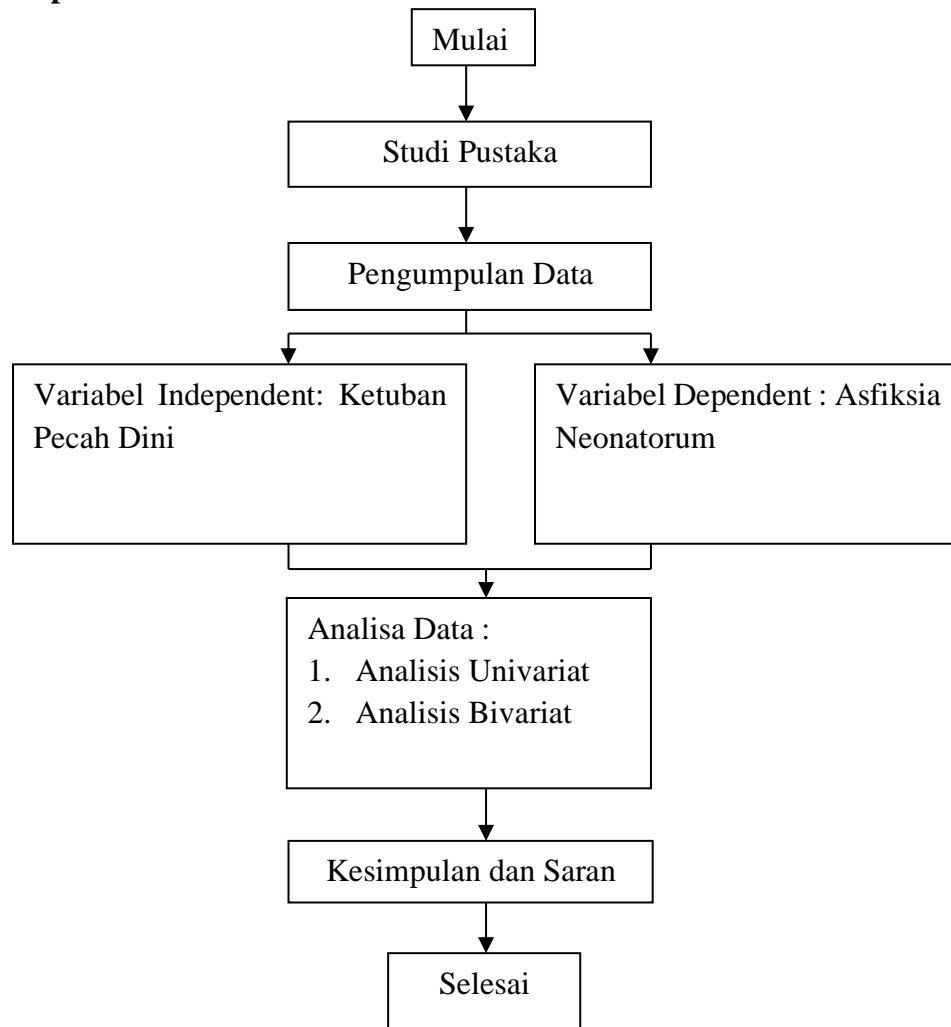 Mulai
Studi Pustaka
Pengumpulan Data
Variabel Independent: Ketuban
Pecah Dini
Variabel Dependent : Asfiksia
Neonatorum
Analisa Data :
1. Analisis Univariat
2. Analisis Bivariat
Kesimpulan dan Saran
Selesai